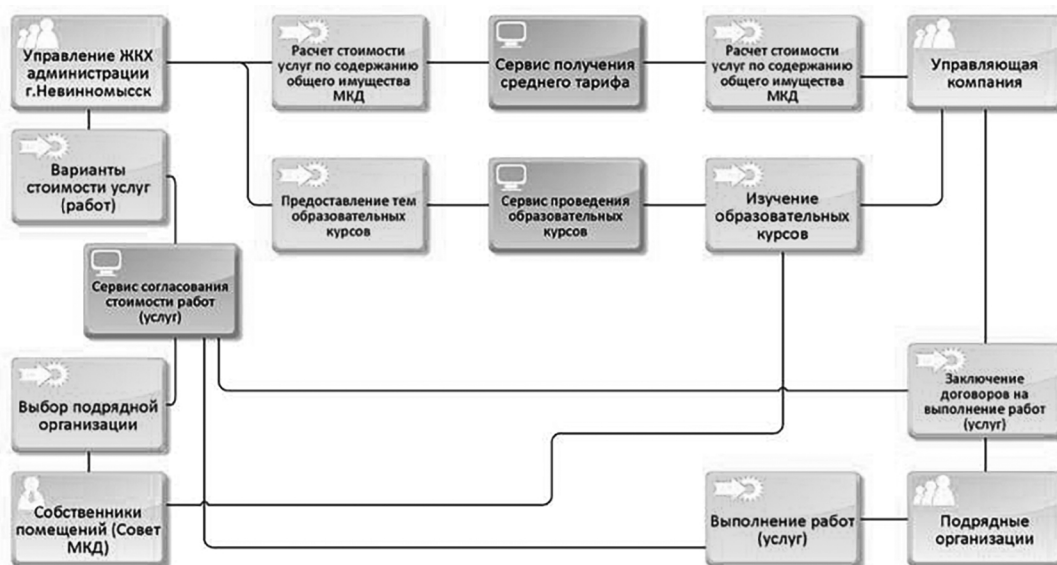 Управление ЖКХ
администрации
г.Невинномысск
Расчет стоимости
услуг по содержанию
общего имущества
МКД
Сервис получения
среднего тарифа
Расчет стоимости
услуг по содержанию
общего имущества
МКД
Управляющая
компания
Варианты
стоимости услуг
(работ)
Предоставление тем
образовательных
курсов
Сервис проведения
образовательных
курсов
Изучение
образовательных
курсов
Сервис согласования
стоимости работ
(услуг)
Выбор подрядной
организации
Заключение
договоров на
выполнение работ
(услуг)
Собственники
помещений (Совет
МКД)
Выполнение работ
(услуг)
Подрядные
организации